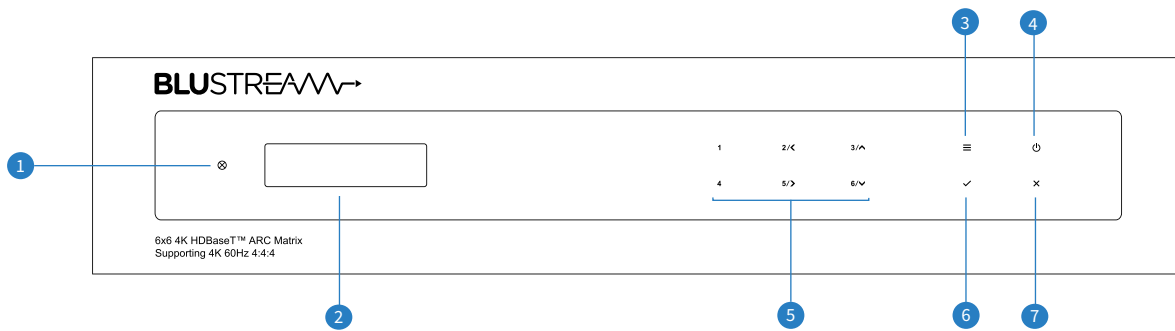 3 4
BLUSTREAM
1 2/< 3/^
1
4 5/> 6/v
6x6 4K HDBaseT™ ARC Matrix
Supporting 4K 60Hz 4:4:4
2 5 6 7